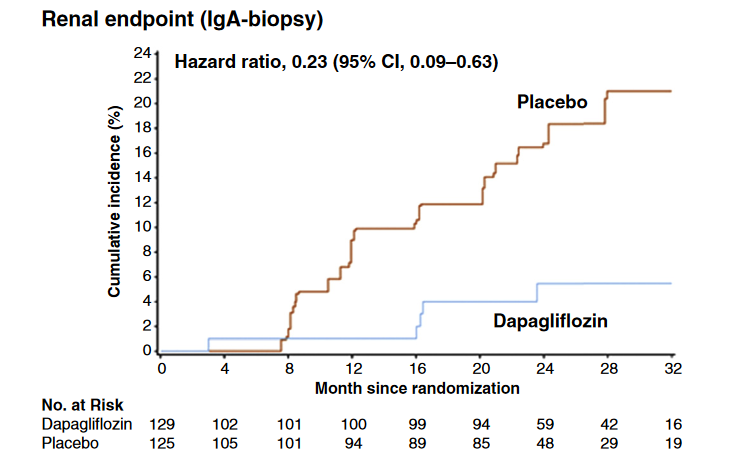 Renal endpoint (IgA-biopsy)
Hazard ratio, 0.23 (95% CI, 0.09–0.63)
Cumulative incidence (%)
24
22
20
18
16
14
12
10
8
6
4
2
0
Placebo
Dapagliflozin
0 4 8 12 16 20 24 28 32
Month since randomization
No. at Risk
Dapagliflozin 129 102 101 100 99 94 59 42 16
Placebo 125 105 101 94 89 85 48 29 19